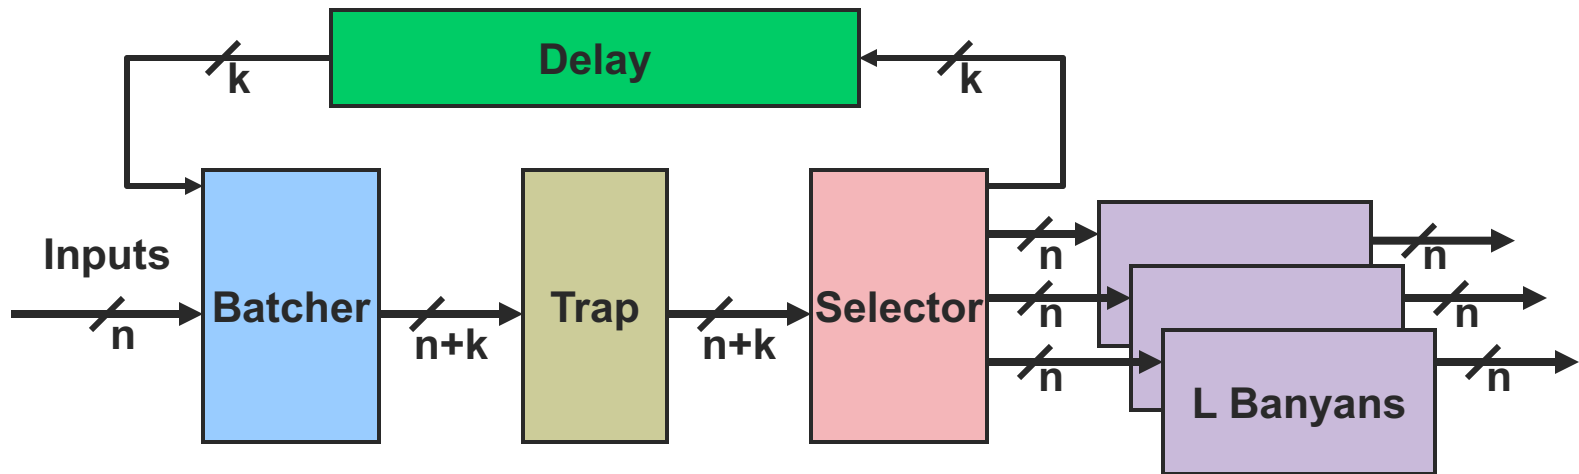 Delay
k
k
Inputs
n
Batcher
n+k
Trap
n+k
Selector
n
n
n
n
n
n
L Banyans